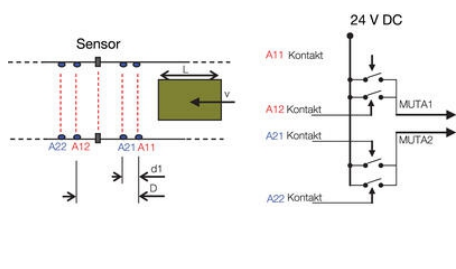 24 V DC
Sensor
A11 Kontakt
L
v
A12 Kontakt
MUTA1
A21 Kontakt
MUTA2
A22 A12 A21 A11
d1
D
A22 Kontakt